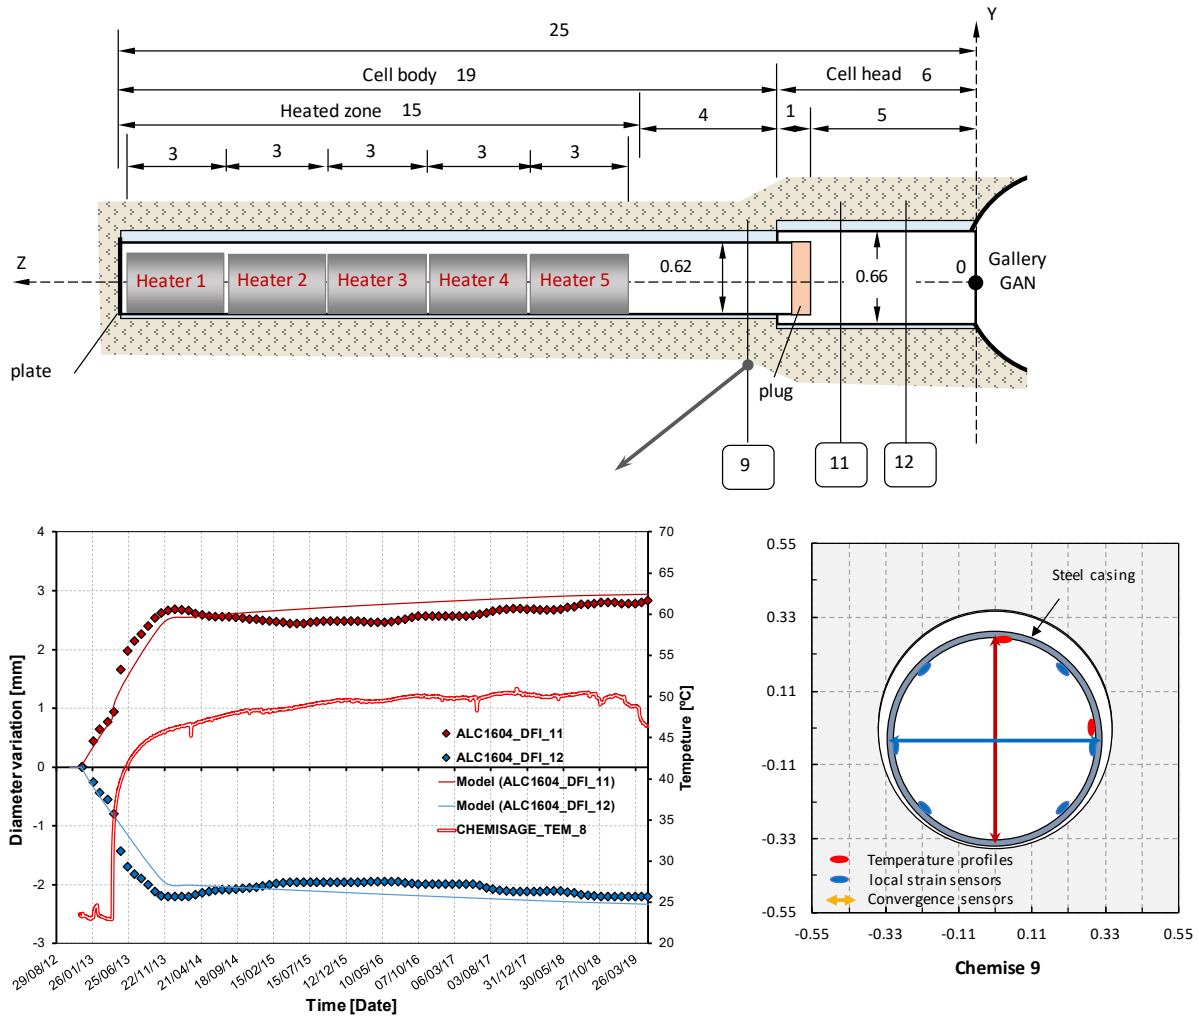 Y
25
Cell body 19
Cell head 6
Heated zone 15
4
1
5
3
3
3
3
3
Z
Heater 1
Heater 2
Heater 3
Heater 4
Heater 5
0.62
0.66
0
Gallery
GAN
plate
plug
9
11
12
4
3
2
1
0
-1
-2
-3
Diameter variation [mm]
70
65
60
55
50
45
40
35
30
25
20
Tempeture [ºC]
ALC1604_DFI_11
ALC1604_DFI_12
Model (ALC1604_DFI_11)
Model (ALC1604_DFI_12)
CHEMISAGE_TEM_8
29/08/12
26/01/13
25/06/13
22/11/13
21/04/14
18/09/14
15/02/15
15/07/15
12/12/15
10/05/16
07/10/16
06/03/17
03/08/17
31/12/17
30/05/18
27/10/18
26/03/19
Time [Date]
0.55
0.33
0.11
-0.11
-0.33
-0.55
Steel casing
Temperature profiles
local strain sensors
Convergence sensors
-0.55
-0.33
-0.11
0.11
0.33
0.55
Chemise 9